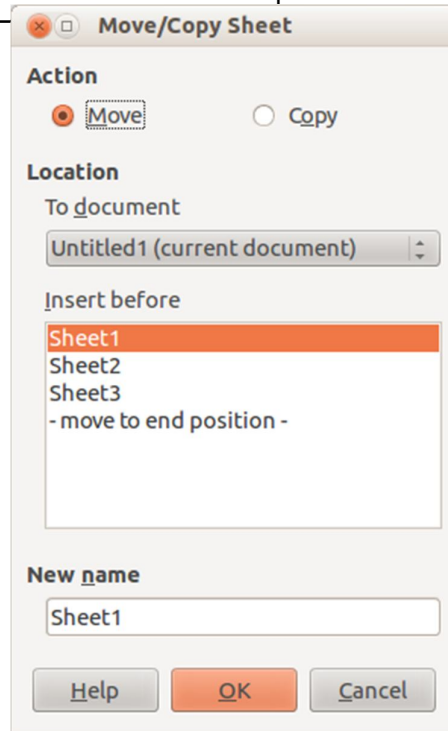 Move/Copy Sheet
Action
Move Copy
Location
To document
Untitled1 (current document)
Insert before
Sheet1
Sheet2
Sheet3
- move to end position -
New name
Sheet1
Help OK Cancel